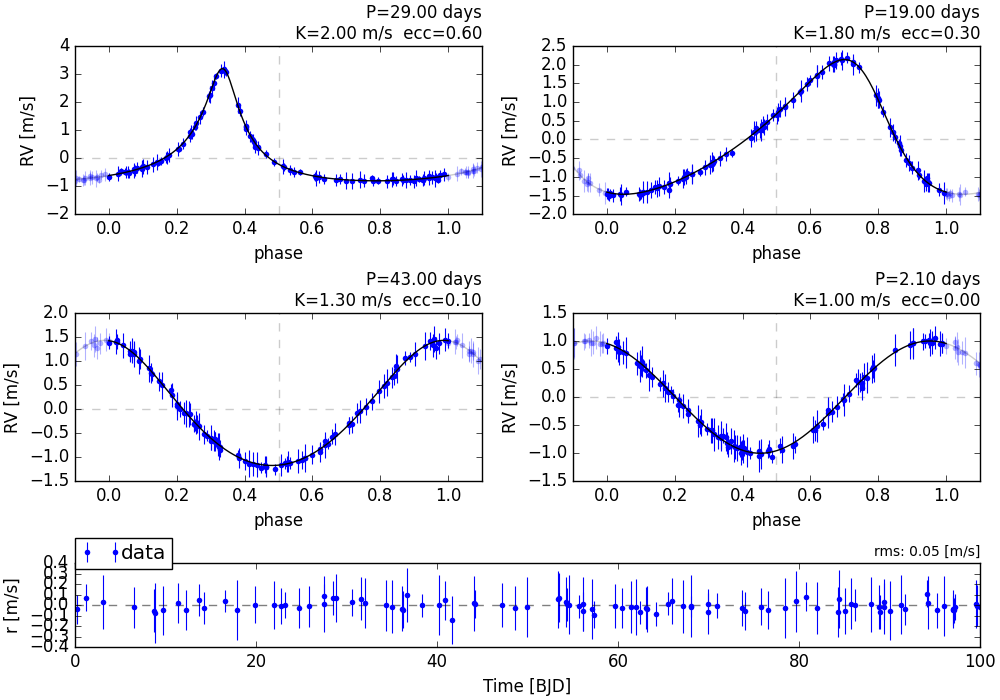 P=29.00 days
K=2.00 m/s ecc=0.60
4
3
2
1
0
−1
−2
RV [m/s]
0.0 0.2 0.4 0.6 0.8 1.0
phase
P=19.00 days
K=1.80 m/s ecc=0.30
2.5
2.0
1.5
1.0
0.5
0.0
−0.5
−1.0
−1.5
−2.0
RV [m/s]
0.0 0.2 0.4 0.6 0.8 1.0
phase
P=43.00 days
K=1.30 m/s ecc=0.10
2.0
1.5
1.0
0.5
0.0
−0.5
−1.0
−1.5
RV [m/s]
0.0 0.2 0.4 0.6 0.8 1.0
phase
P=2.10 days
K=1.00 m/s ecc=0.00
1.5
1.0
0.5
0.0
−0.5
−1.0
−1.5
RV [m/s]
0.0 0.2 0.4 0.6 0.8 1.0
phase
data
rms: 0.05 [m/s]
0.4
0.3
0.2
0.1
0.0
−0.1
−0.2
−0.3
−0.4
r [m/s]
0 20 40 60 80 100
Time [BJD]